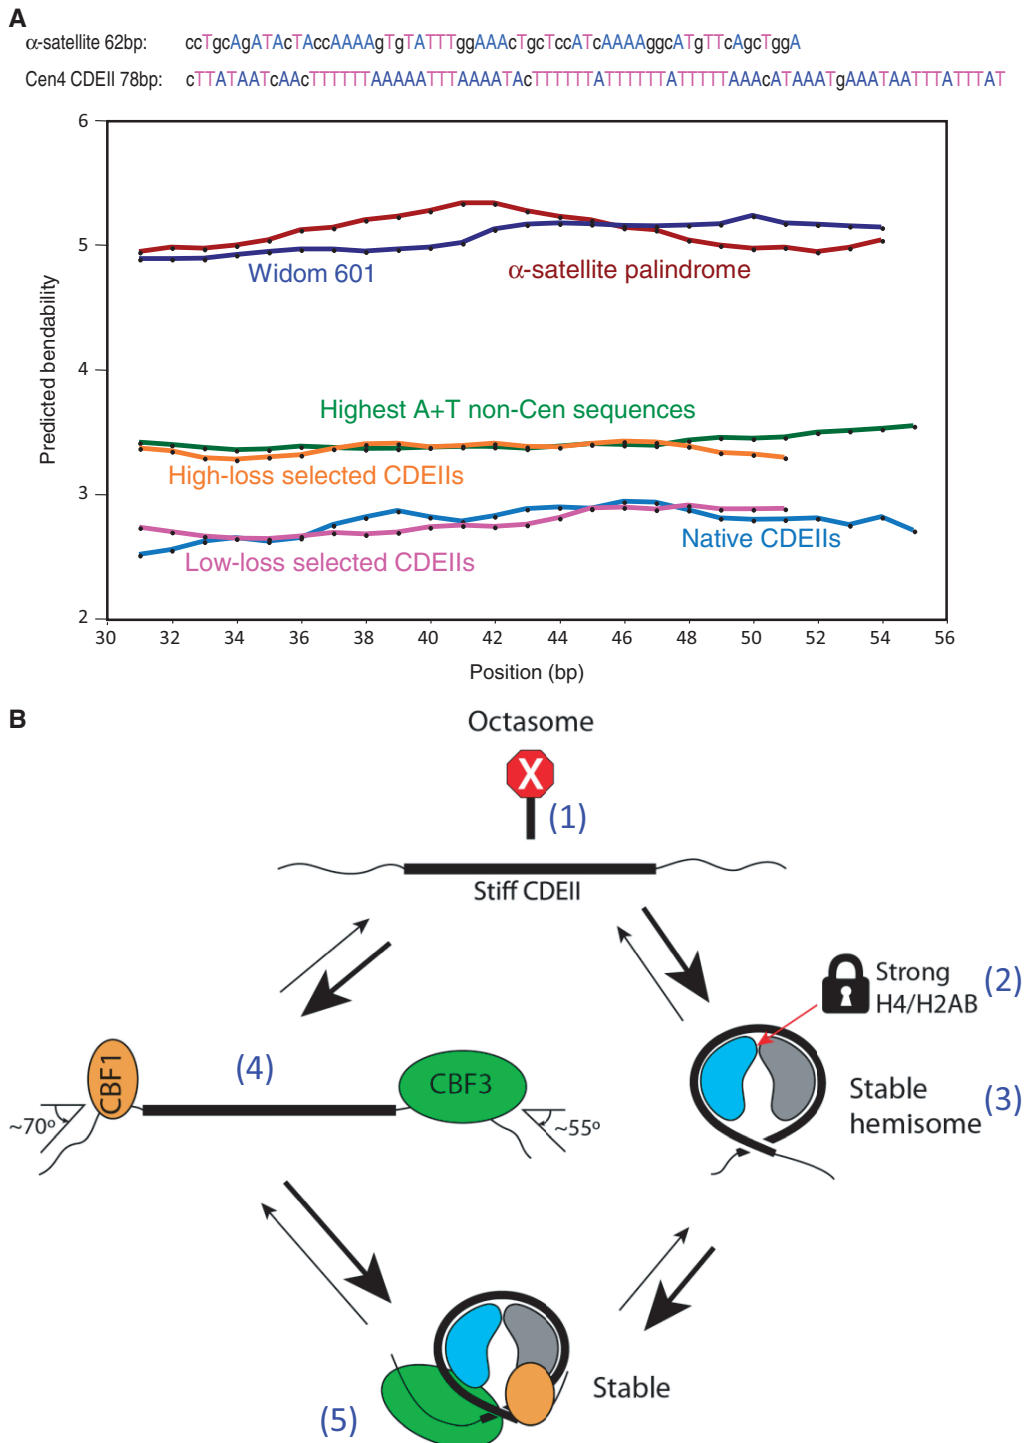 A
α-satellite 62bp: ccTgcAgATAcTAccAAAAgTgTATTTggAAAcTgcTccATcAAAAggcATgTTcAgcTggA
Cen4 CDEII 78bp: cTTATAATcAAcTTTTTTAAAAATTTAAAATAcTTTTTTATTTTTTATTTTTAAAcATAAATgAAATAATTTATTTAT
6
5
4
3
2
Predicted bendability
Widom 601
α-satellite palindrome
Highest A+T non-Cen sequences
High-loss selected CDEIIs
Native CDEIIs
Low-loss selected CDEIIs
30 32 34 36 38 40 42 44 46 48 50 52 54 56
Position (bp)
B
Octasome
X
(1)
Stiff CDEII
Strong
H4/H2AB
(2)
CBF1
(4)
CBF3
Stable
hemisome
(3)
~70º
~55º
Stable
(5)